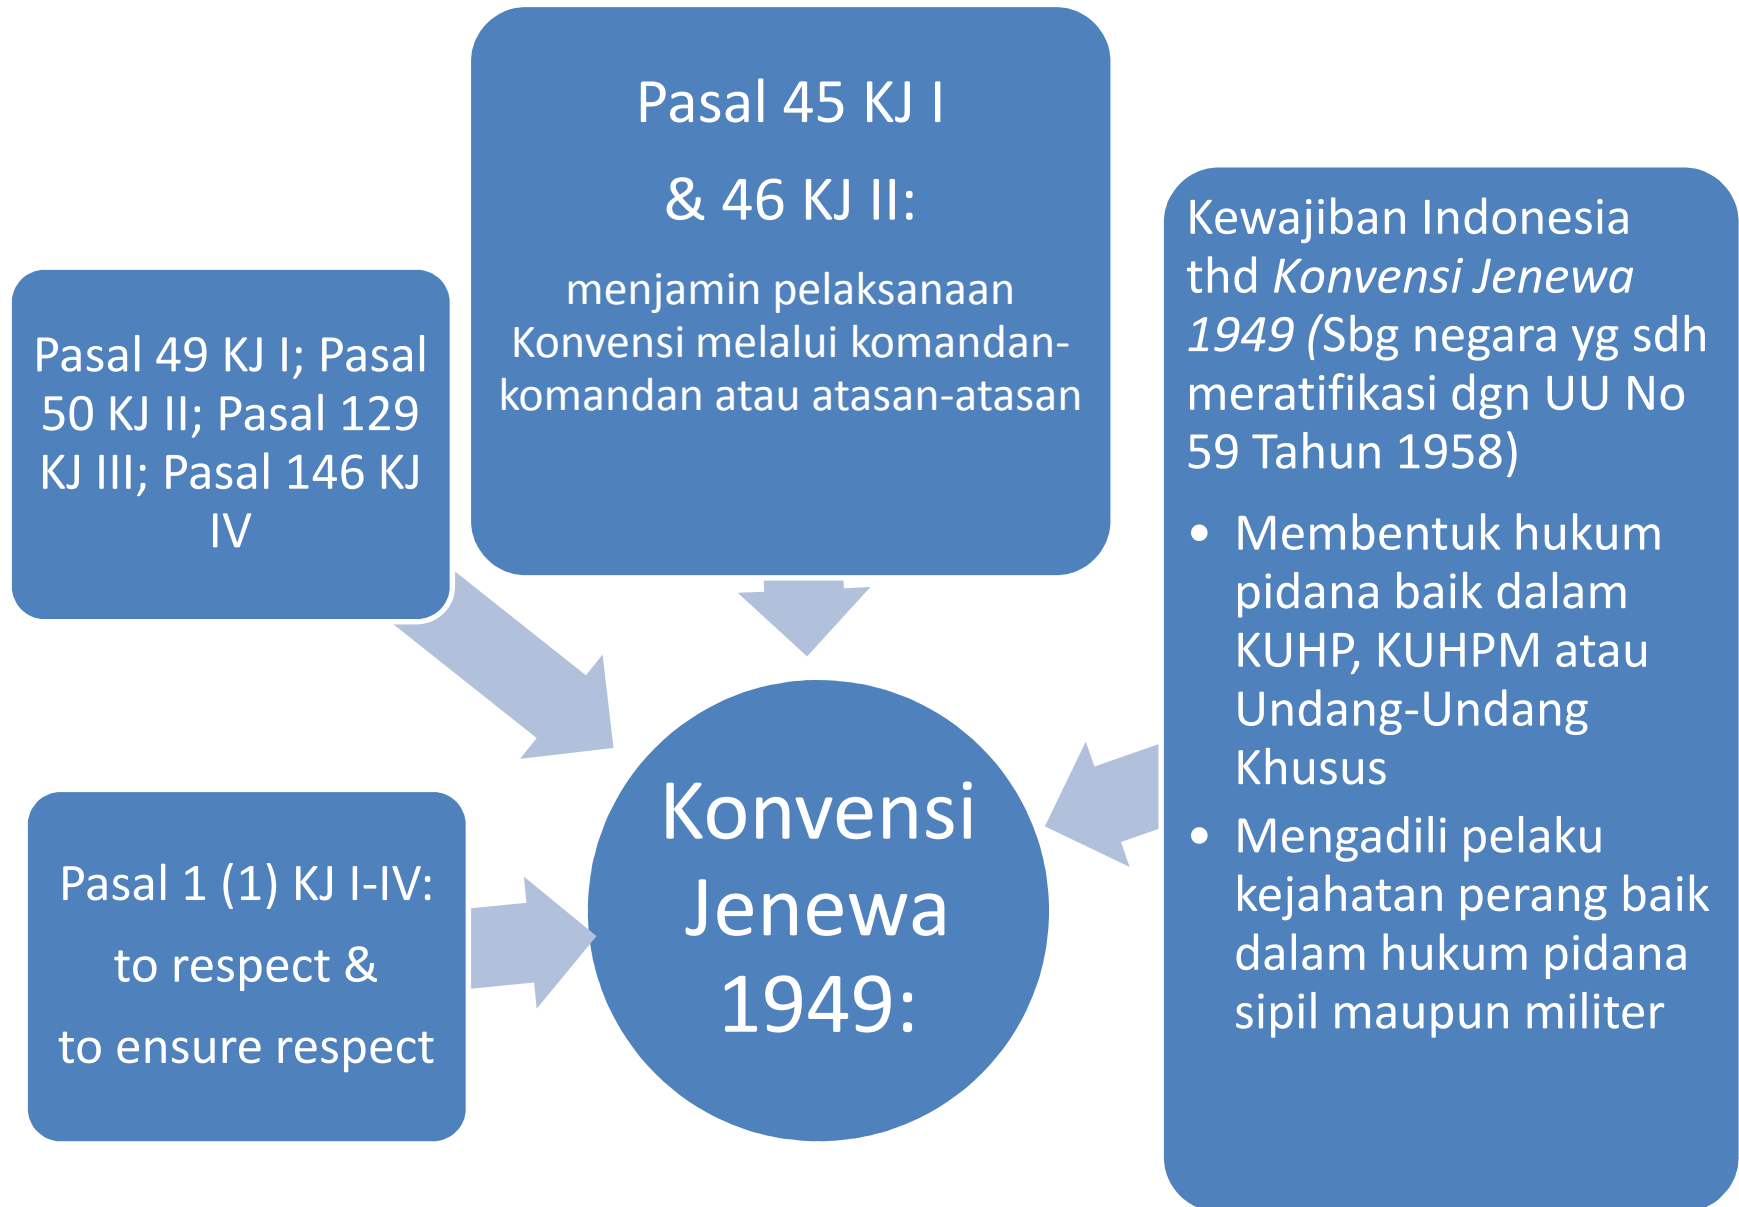 Pasal 45 KJ I
& 46 KJ II:
menjamin pelaksanaan
Konvensi melalui komandan-
komandan atau atasan-atasan
Pasal 49 KJ I; Pasal
50 KJ II; Pasal 129
KJ III; Pasal 146 KJ
IV
Pasal 1 (1) KJ I-IV:
to respect &
to ensure respect
Konvensi
Jenewa
1949:
Kewajiban Indonesia
thd Konvensi Jenewa
1949 (Sbg negara yg sdh
meratifikasi dgn UU No
59 Tahun 1958)
• Membentuk hukum
pidana baik dalam
KUHP, KUHPM atau
Undang-Undang
Khusus
• Mengadili pelaku
kejahatan perang baik
dalam hukum pidana
sipil maupun militer